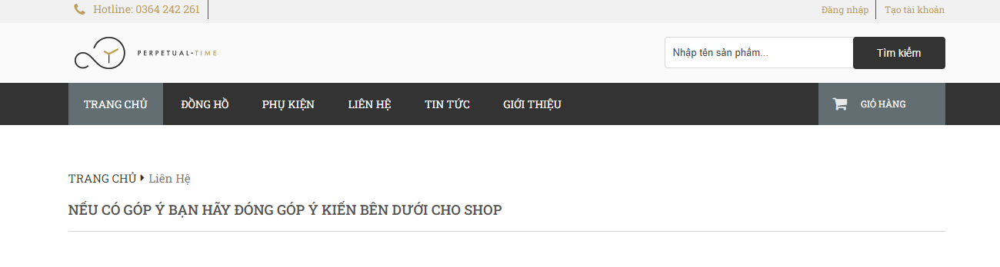 Hotline: 0364 242 261
Đăng nhập
Tạo tài khoản
PERPETUAL-TIME
Nhập tên sản phẩm...
Tìm kiếm
TRANG CHỦ
ĐỒNG HỒ
PHỤ KIỆN
LIÊN HỆ
TIN TỨC
GIỚI THIỆU
GIỎ HÀNG
TRANG CHỦ Liên Hệ
NẾU CÓ GÓP Ý BẠN HÃY ĐÓNG GÓP Ý KIẾN BÊN DƯỚI CHO SHOP